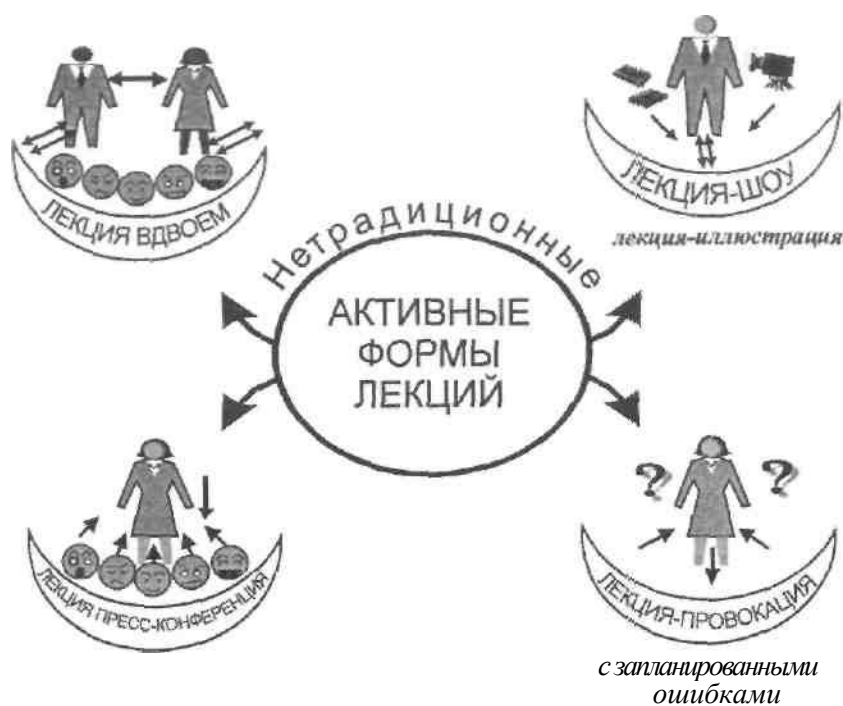 ЛЕКЦИЯ ВДВОЕМ
ЛЕКЦИЯ-ШОУ
лекция-иллюстрация
Нетрадиционные
АКТИВНЫЕ
ФОРМЫ
ЛЕКЦИЙ
ЛЕКЦИЯ ПРЕСС-КОНФЕРЕНЦИЯ
? ?
ЛЕКЦИЯ-ПРОВОКАЦИЯ
с запланированными
ошибками